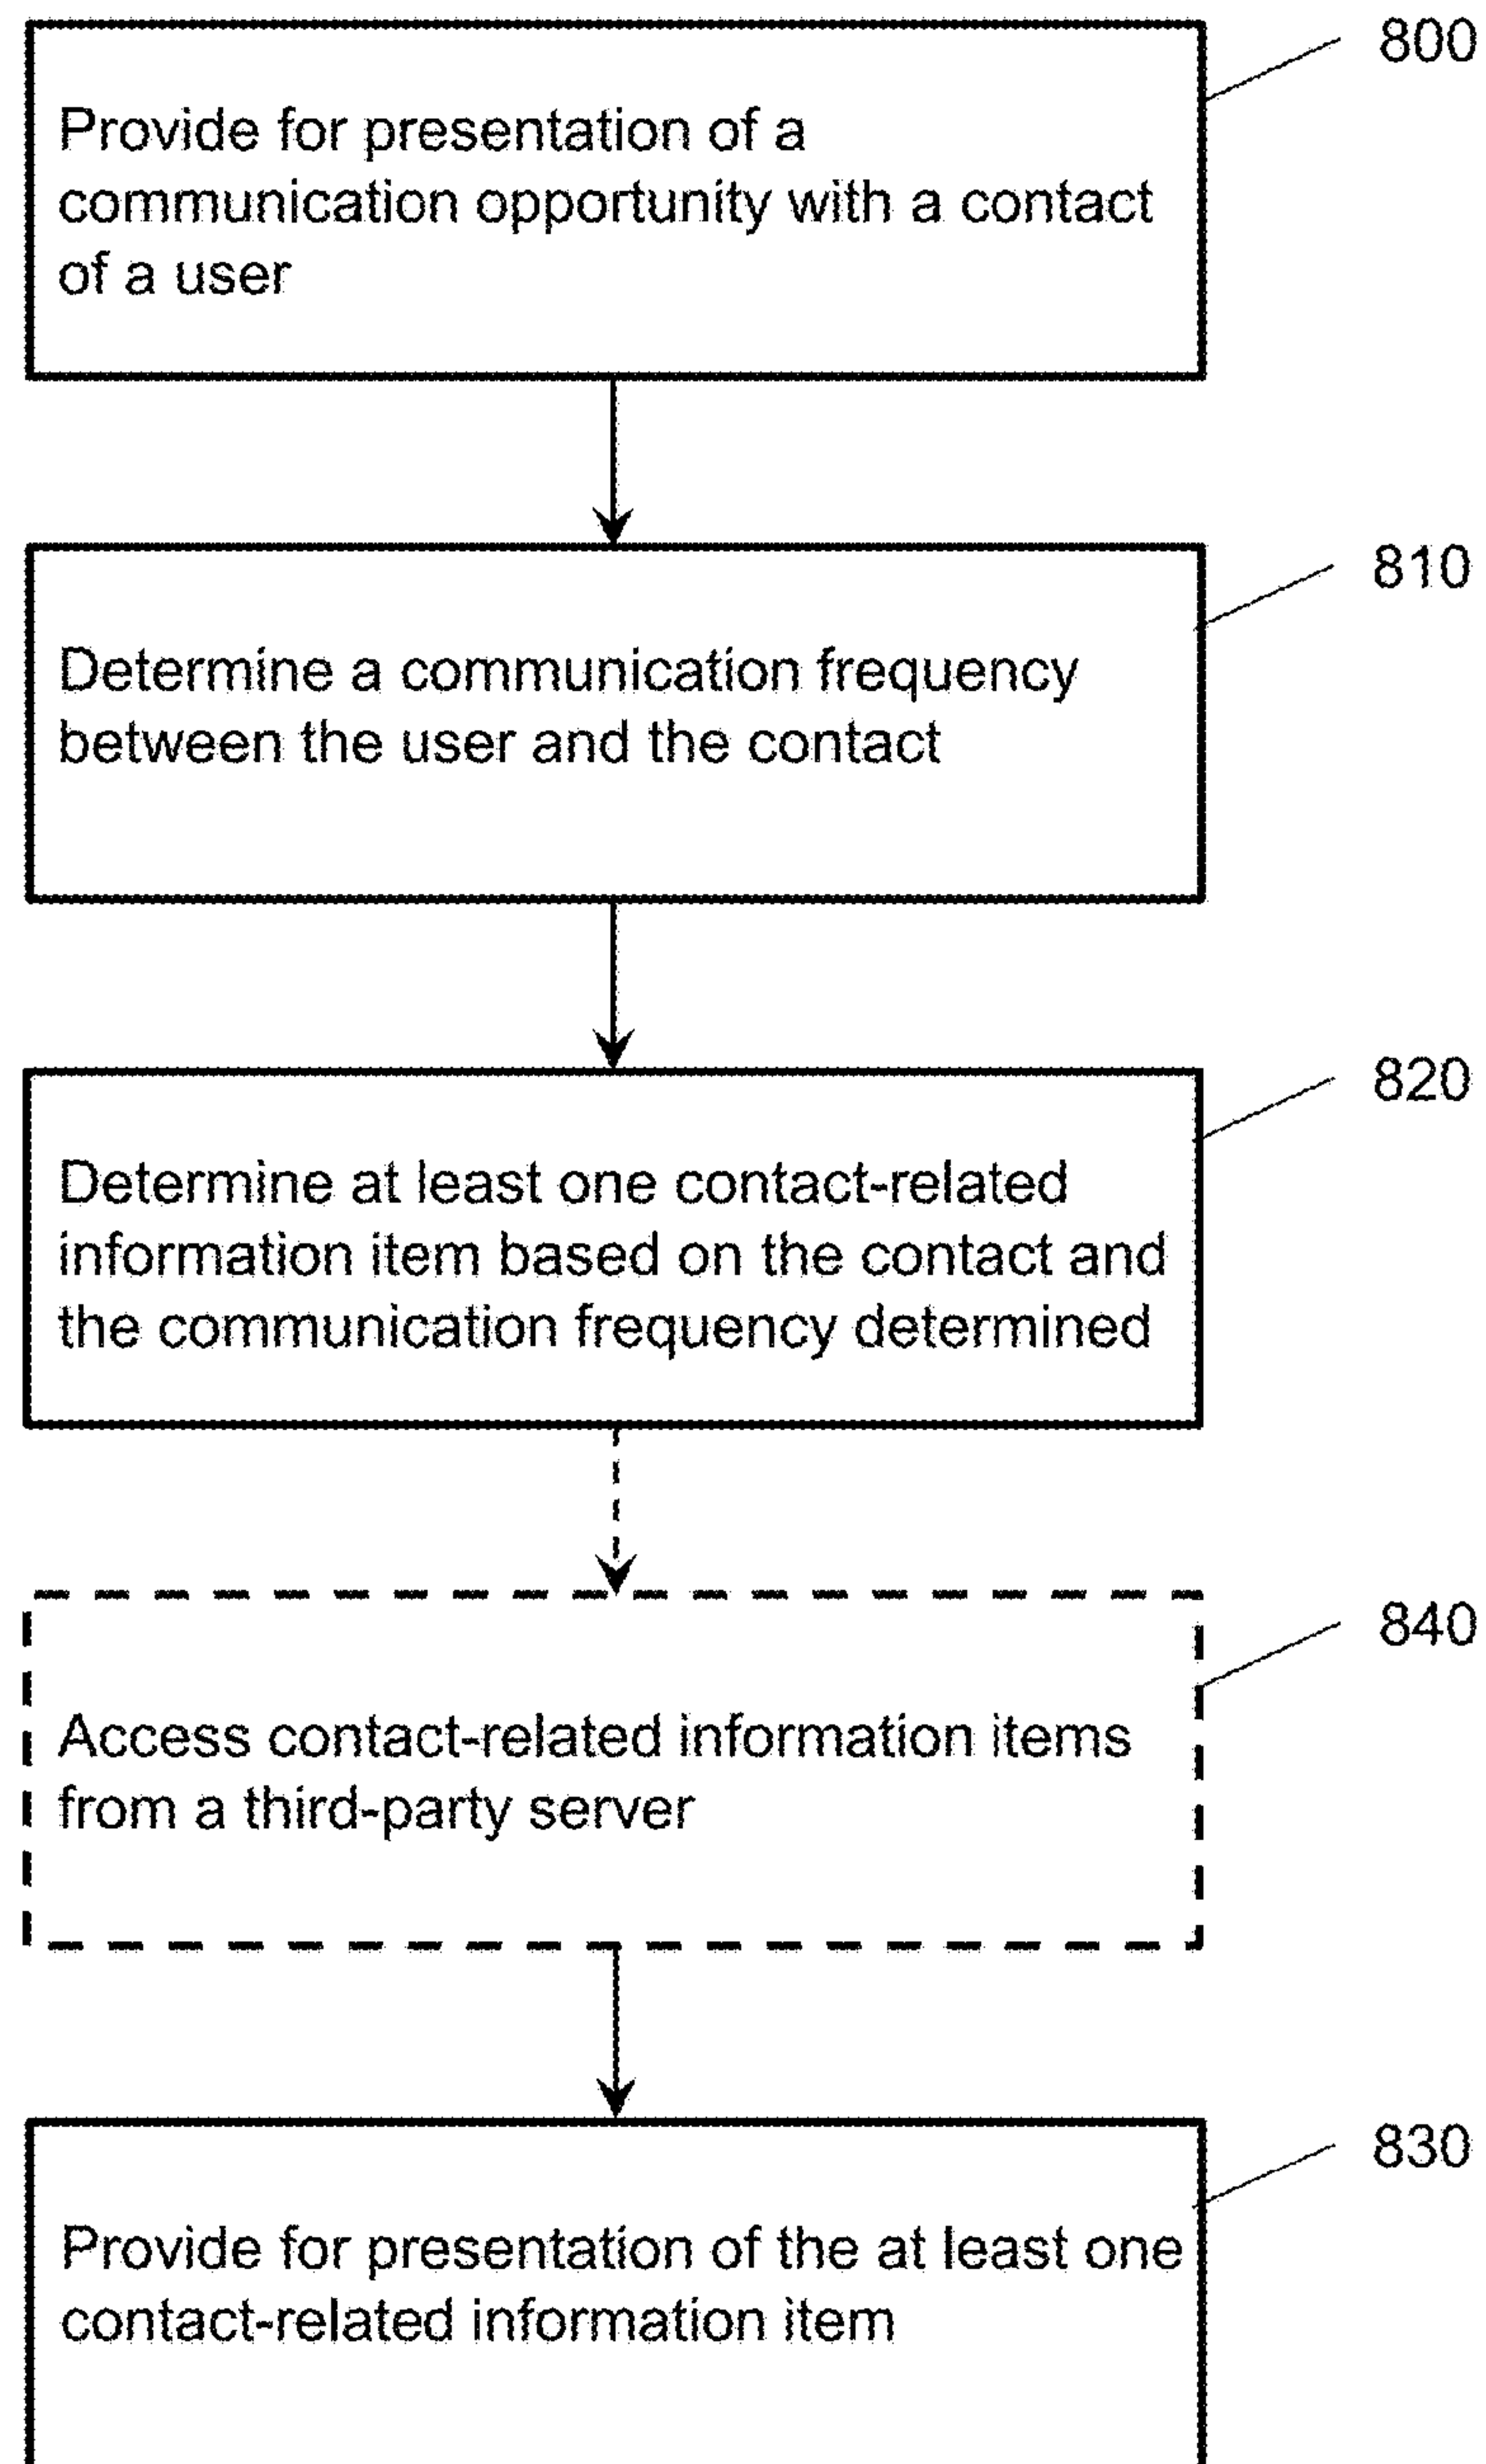 800
Provide for presentation of a
communication opportunity with a contact
of a user
810
Determine a communication frequency
between the user and the contact
820
Determine at least one contact-related
information item based on the contact and
the communication frequency determined
840
Access contact-related information items
from a third-party server
830
Provide for presentation of the at least one
contact-related information item